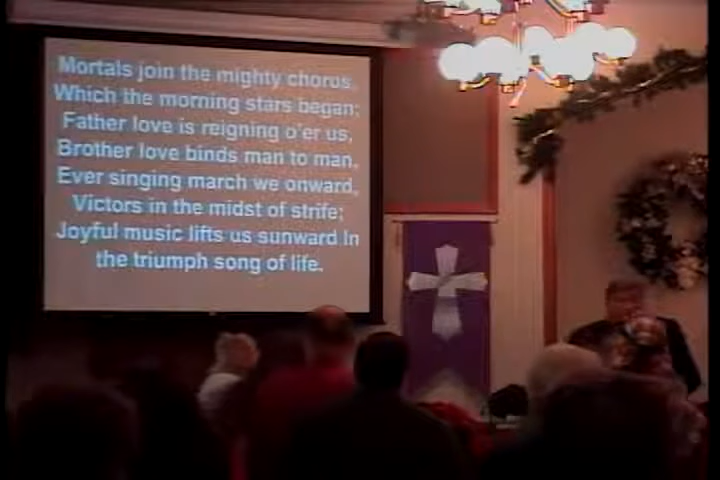 Mortals join the mighty chorus,
Which the morning stars began;
Father love is reigning o'er us,
Brother love binds man to man.
Ever singing march we onward,
Victors in the midst of strife;
Joyful music lifts us sunward In
the triumph song of life.